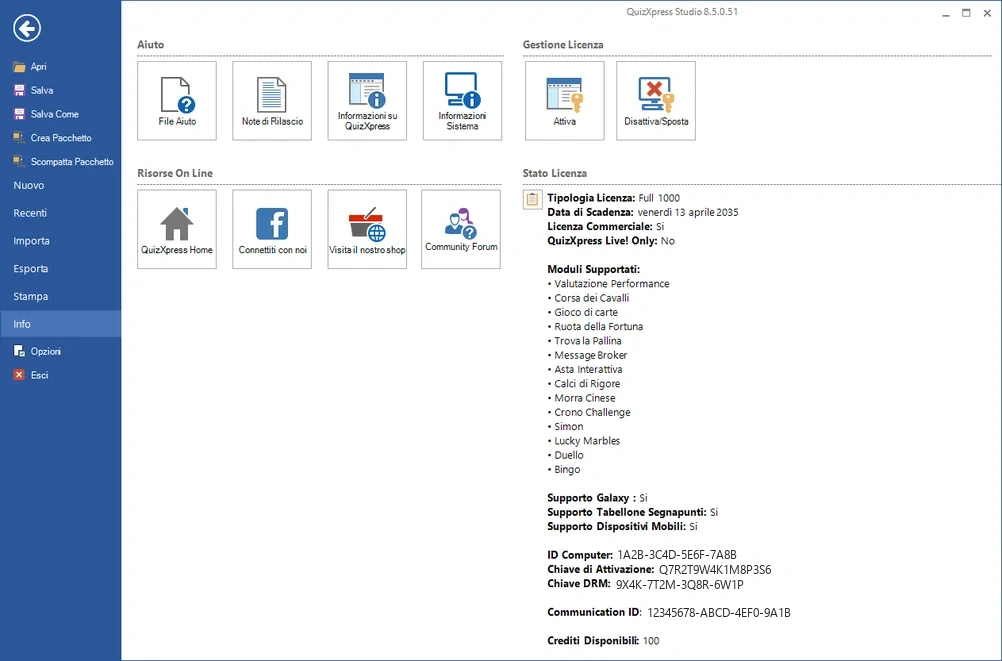 QuizXpress Studio 8.5.0.51
Apri
Salva
Salva Come
Crea Pacchetto
Scompatta Pacchetto
Nuovo
Recenti
Importa
Esporta
Stampa
Info
Opzioni
Esci
Aiuto
File Aiuto
Note di Rilascio
Informazioni su
QuizXpress
Informazioni
Sistema
Risorse On Line
QuizXpress Home
Connettiti con noi
Visita il nostro shop
Community Forum
Gestione Licenza
Attiva
Disattiva/Sposta
Stato Licenza
Tipologia Licenza: Full 1000
Data di Scadenza: venerdì 13 aprile 2035
Licenza Commerciale: Si
QuizXpress Live! Only: No
Moduli Supportati:
• Valutazione Performance
• Corsa dei Cavalli
• Gioco di carte
• Ruota della Fortuna
• Trova la Pallina
• Message Broker
• Asta Interattiva
• Calci di Rigore
• Morra Cinese
• Crono Challenge
• Simon
• Lucky Marbles
• Duello
• Bingo
Supporto Galaxy : Si
Supporto Tabellone Segnapunti: Si
Supporto Dispositivi Mobili: Si
ID Computer: 1A2B-3C4D-5E6F-7A8B
Chiave di Attivazione: Q7R2T9W4K1M8P3S6
Chiave DRM: 9X4K-7T2M-3Q8R-6W1P
Communication ID: 12345678-ABCD-4EF0-9A1B
Crediti Disponibili: 100